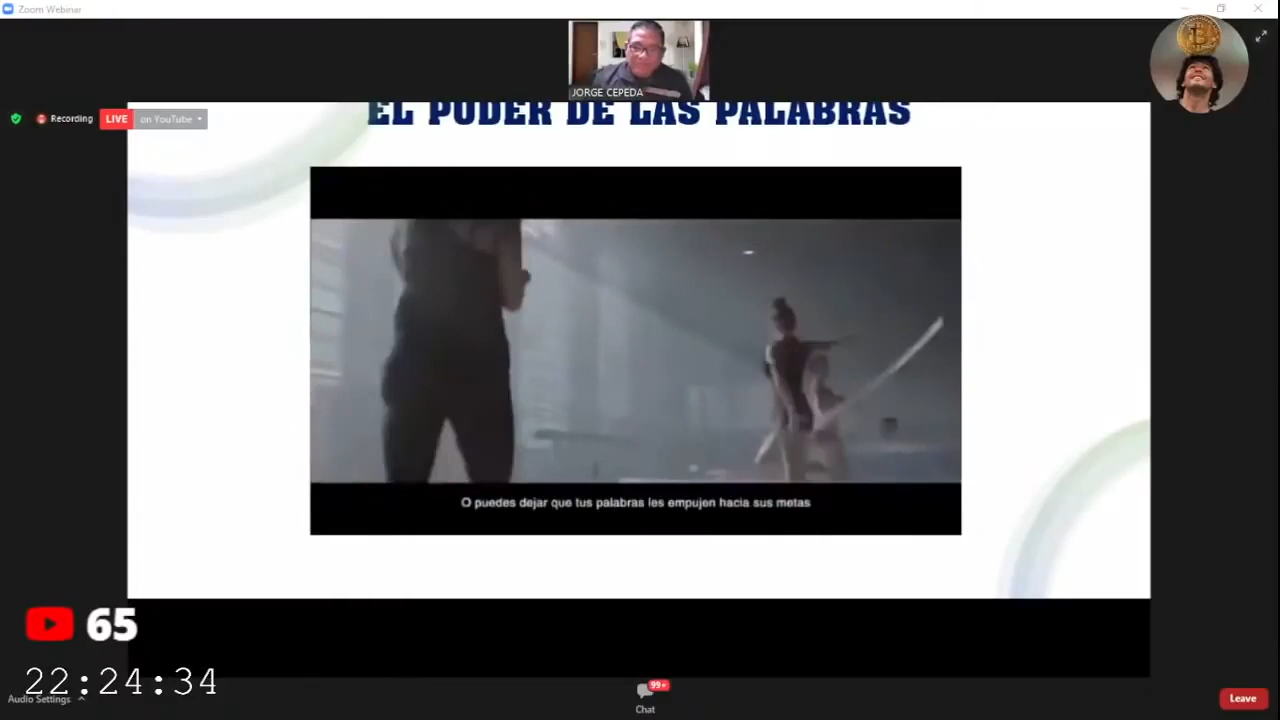 Zoom Webinar
JORGE CEPEDA
EL PODER DE LAS PALABRAS
Recording
LIVE
on YouTube
O puedes dejar que tus palabras les empujen hacia sus metas
65
22:24:34
Audio Settings
99+
Chat
Leave